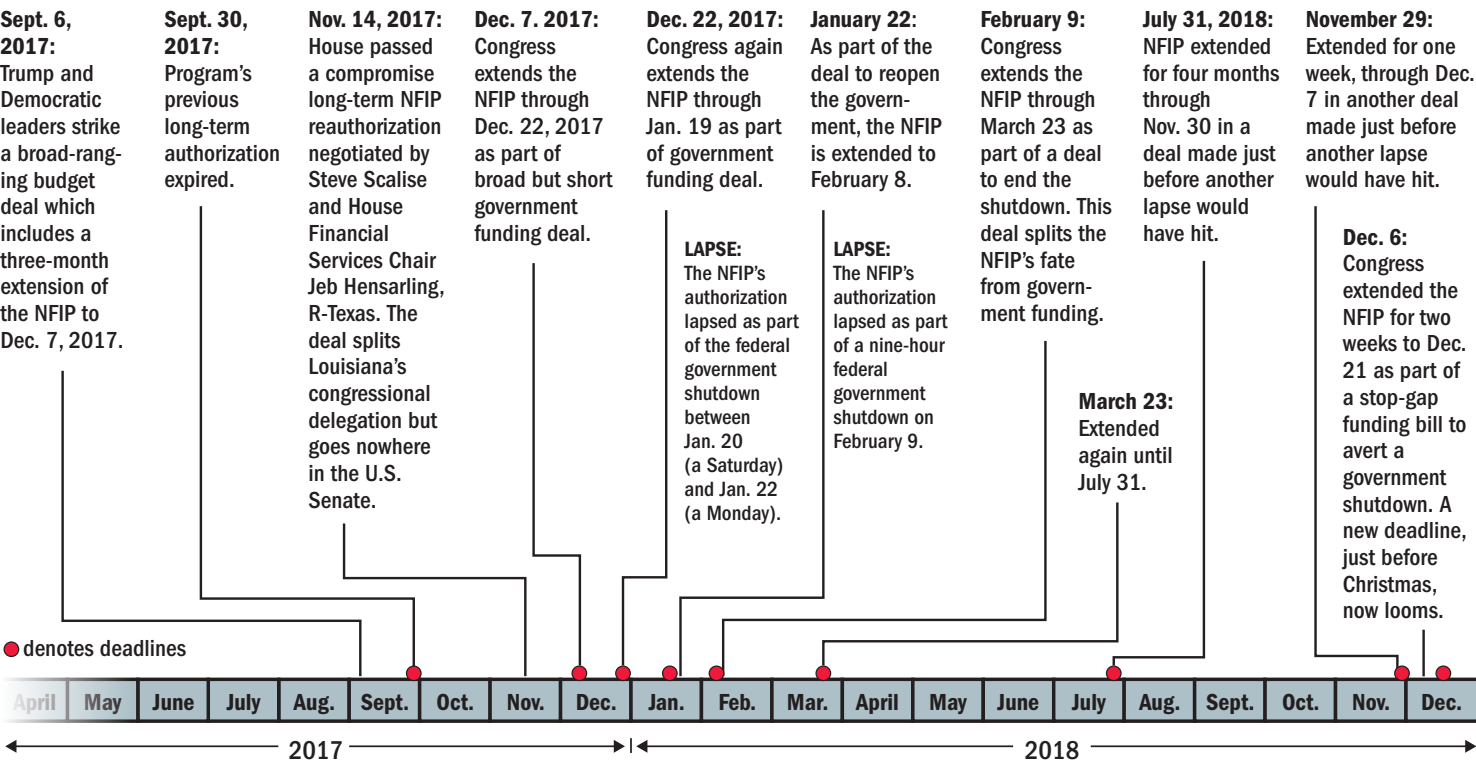 Sept. 6,
2017:
Trump and
Democratic
leaders strike
a broad-rang-
ing budget
deal which
includes a
three-month
extension of
the NFIP to
Dec. 7, 2017.
Sept. 30,
2017:
Program’s
previous
long-term
authorization
expired.
Nov. 14, 2017:
House passed
a compromise
long-term NFIP
reauthorization
negotiated by
Steve Scalise
and House
Financial
Services Chair
Jeb Hensarling,
R-Texas. The
deal splits
Louisiana’s
congressional
delegation but
goes nowhere
in the U.S.
Senate.
Dec. 7. 2017:
Congress
extends the
NFIP through
Dec. 22, 2017
as part of
broad but short
government
funding deal.
Dec. 22, 2017:
Congress again
extends the
NFIP through
Jan. 19 as part
of government
funding deal.
LAPSE:
The NFIP’s
authorization
lapsed as part
of the federal
government
shutdown
between
Jan. 20
(a Saturday)
and Jan. 22
(a Monday).
January 22:
As part of the
deal to reopen
the govern-
ment, the NFIP
is extended to
February 8.
LAPSE:
The NFIP’s
authorization
lapsed as part
of a nine-hour
federal
government
shutdown on
February 9.
February 9:
Congress
extends the
NFIP through
March 23 as
part of a deal
to end the
shutdown. This
deal splits the
NFIP’s fate
from govern-
ment funding.
March 23:
Extended
again until
July 31.
July 31, 2018:
NFIP extended
for four months
through
Nov. 30 in a
deal made just
before another
lapse would
have hit.
November 29:
Extended for one
week, through Dec.
7 in another deal
made just before
another lapse
would have hit.
Dec. 6:
Congress
extended the
NFIP for two
weeks to Dec.
21 as part of
a stop-gap
funding bill to
avert a
government
shutdown. A
new deadline,
just before
Christmas,
now looms.
denotes deadlines
April May June July Aug. Sept. Oct. Nov. Dec. Jan. Feb. Mar. April May June July Aug. Sept. Oct. Nov. Dec.
2017 2018